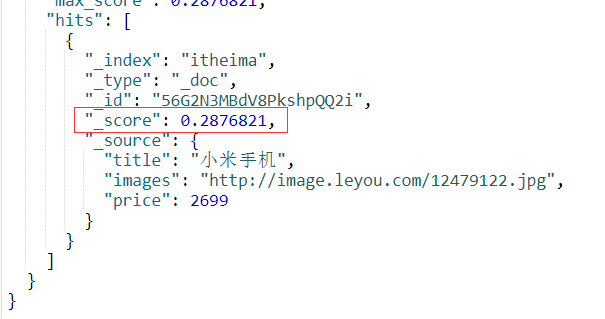 "max_score": 0.2876821,
"hits": [
{
"_index": "itheima",
"_type": "_doc",
"_id": "56G2N3MBdV8PkshpQQ2i",
"_score": 0.2876821,
"_source": {
"title": "小米手机",
"images": "http://image.leyou.com/12479122.jpg",
"price": 2699
}
}
]
}
}